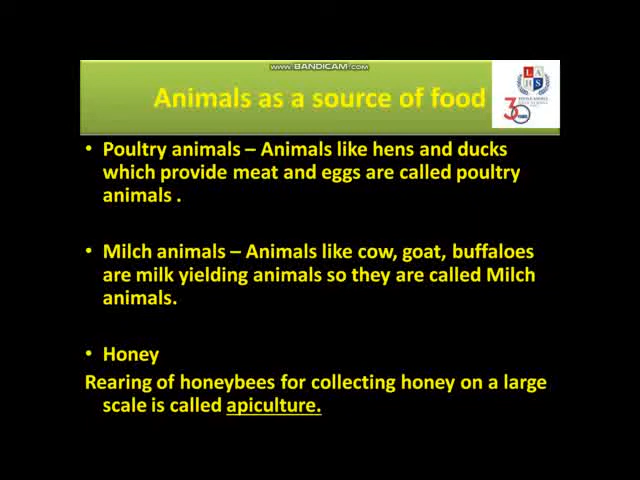 www.BANDICAM.com
Animals as a source of food
L A
H S
30
YEARS
• Poultry animals – Animals like hens and ducks
which provide meat and eggs are called poultry
animals .
• Milch animals – Animals like cow, goat, buffaloes
are milk yielding animals so they are called Milch
animals.
• Honey
Rearing of honeybees for collecting honey on a large
scale is called apiculture.